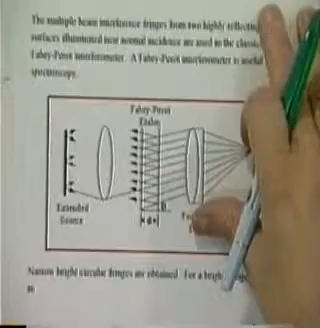 The multiple beam interference fringes from two highly reflecting
surfaces illuminated near normal incidence are used in the classic
Fabry-Perot interferometer. A Fabry-Perot interferometer is useful
spectroscopy.
Fabry-Perot
Etalon
Extended
Source
d
Narrow bright circular fringes are obtained. For a bright